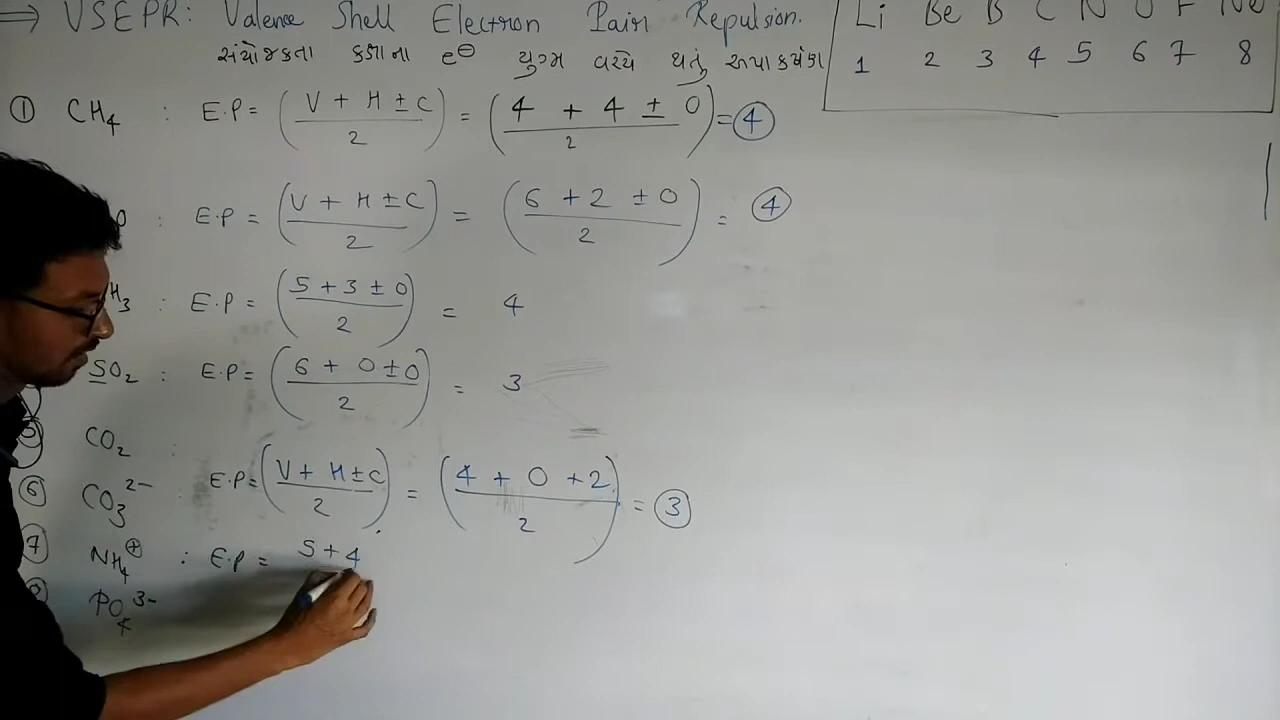 ⇒ VSEPR: Valence Shell Electron Pair Repulsion.
સંયોજકતા કક્ષાના e⊖ યુગ્મ વચ્ચે થતું અપાકર્ષણ
Li Be B C N O F Ne
1 2 3 4 5 6 7 8
① CH₄ : E.P = (V + H ± C / 2) = (4 + 4 ± 0 / 2) = ④
O : E.P = (V + H ± C / 2) = (6 + 2 ± 0 / 2) = ④
H₃ : E.P = (5 + 3 ± 0 / 2) = 4
SO₂ : E.P = (6 + 0 ± 0 / 2) = 3
CO₂ :
⑥ CO₃²⁻ : E.P = (V + H ± C / 2) = (4 + 0 + 2 / 2) = ③
⑦ NH₄⊕ : E.P = 5 + 4
PO₄³⁻